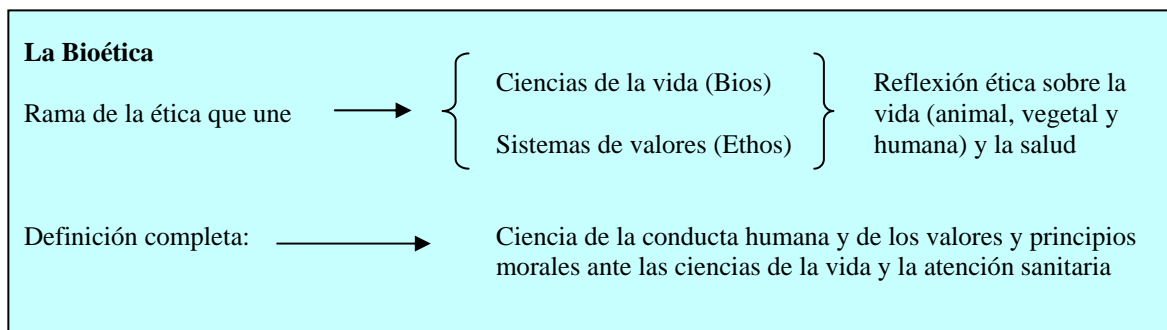 La Bioética
Rama de la ética que une
Ciencias de la vida (Bios)
Sistemas de valores (Ethos)
Reflexión ética sobre la
vida (animal, vegetal y
humana) y la salud
Definición completa:
Ciencia de la conducta humana y de los valores y principios
morales ante las ciencias de la vida y la atención sanitaria